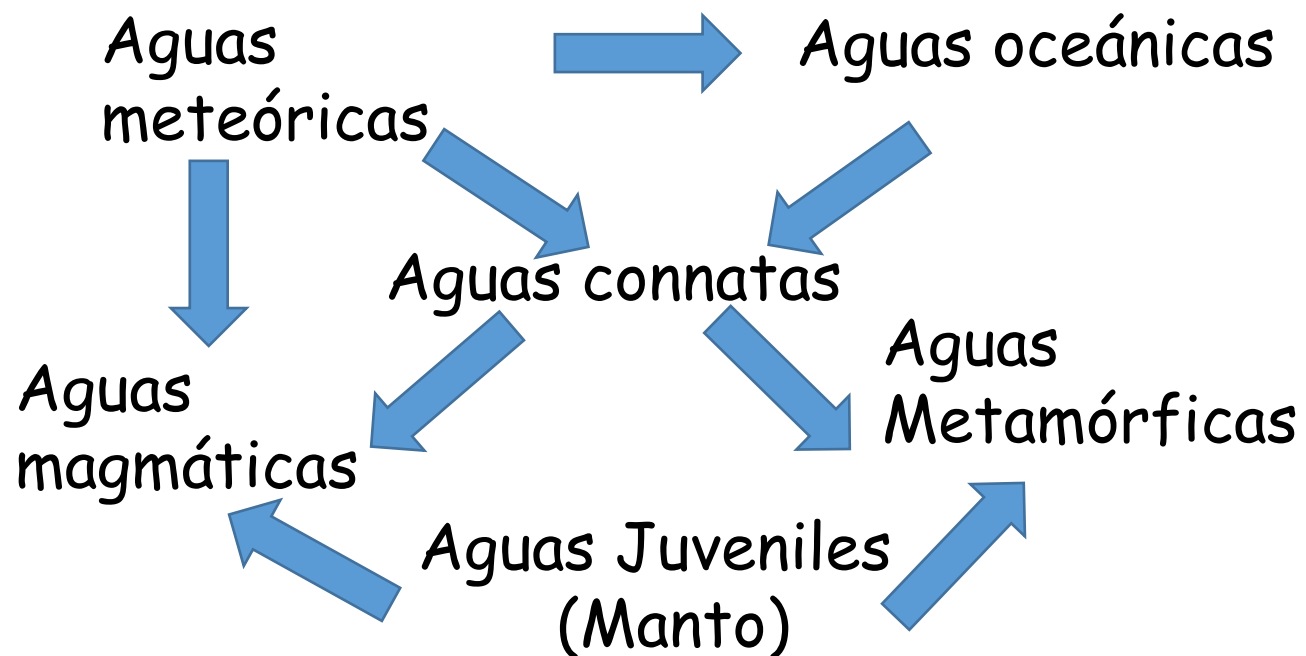 Aguas
meteóricas
Aguas oceánicas
Aguas connatas
Aguas
magmáticas
Aguas
Metamórficas
Aguas Juveniles
(Manto)